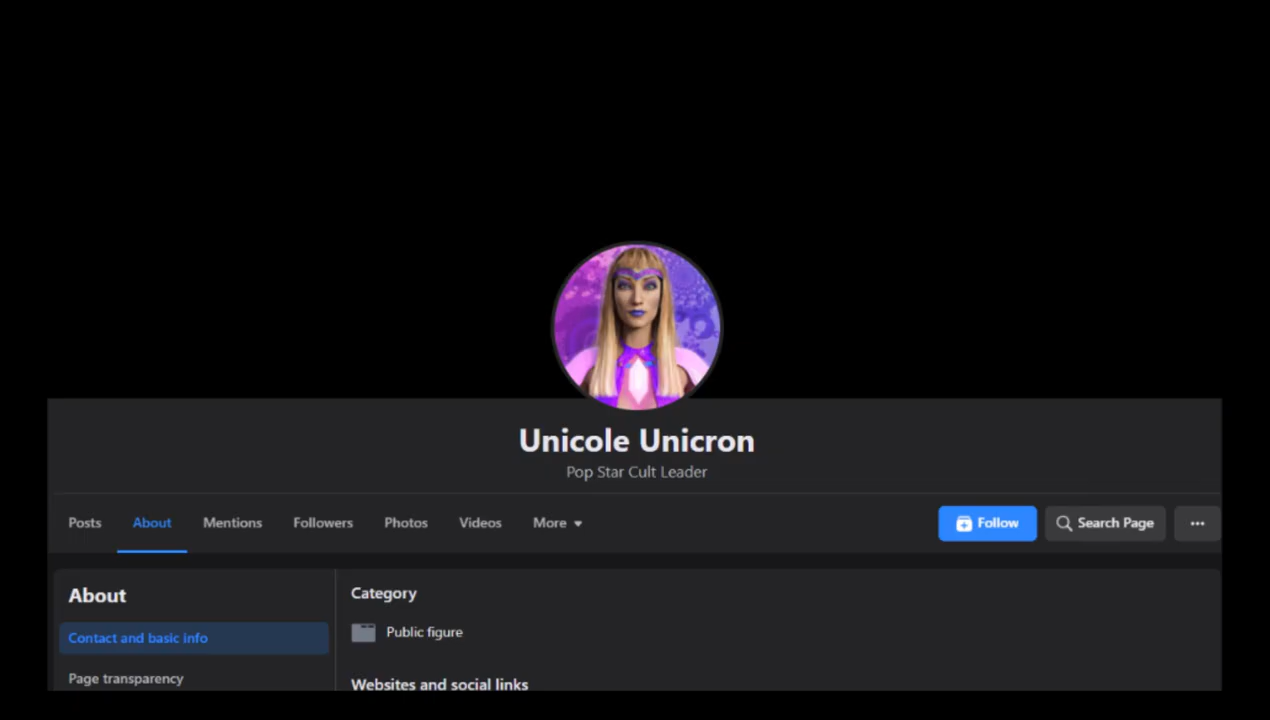 Unicole Unicron
Pop Star Cult Leader
Posts About Mentions Followers Photos Videos More Follow Search Page
About
Contact and basic info
Page transparency
Category
Public figure
Websites and social links